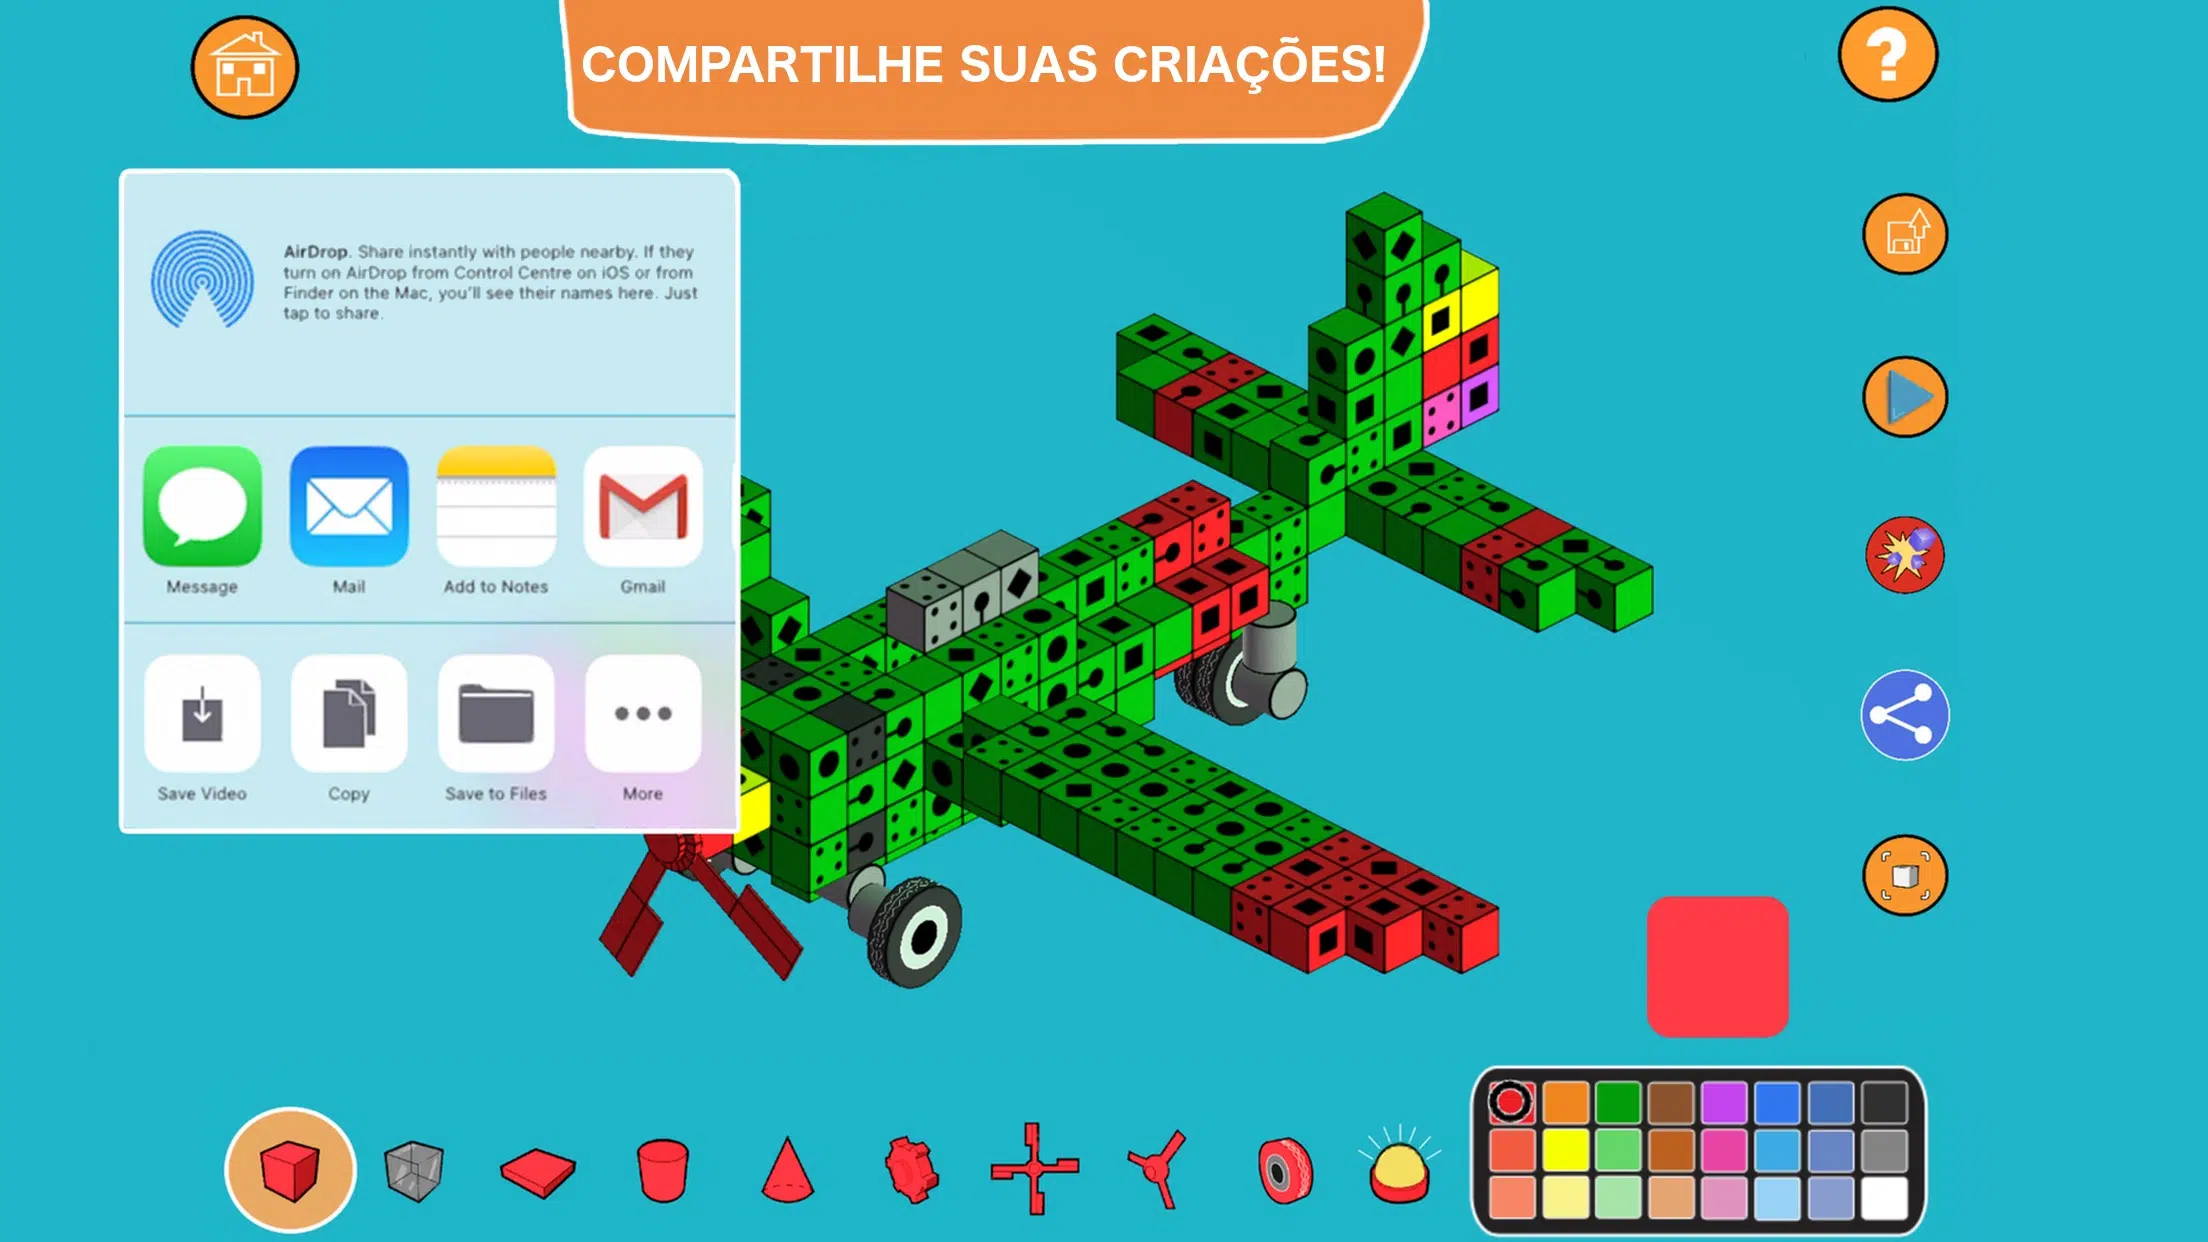 COMPARTILHE SUAS CRIAÇÕES!
?
AirDrop. Share instantly with people nearby. If they
turn on AirDrop from Control Centre on iOS or from
Finder on the Mac, you'll see their names here. Just
tap to share.
Message
Mail
Add to Notes
Gmail
Save Video
Copy
Save to Files
More